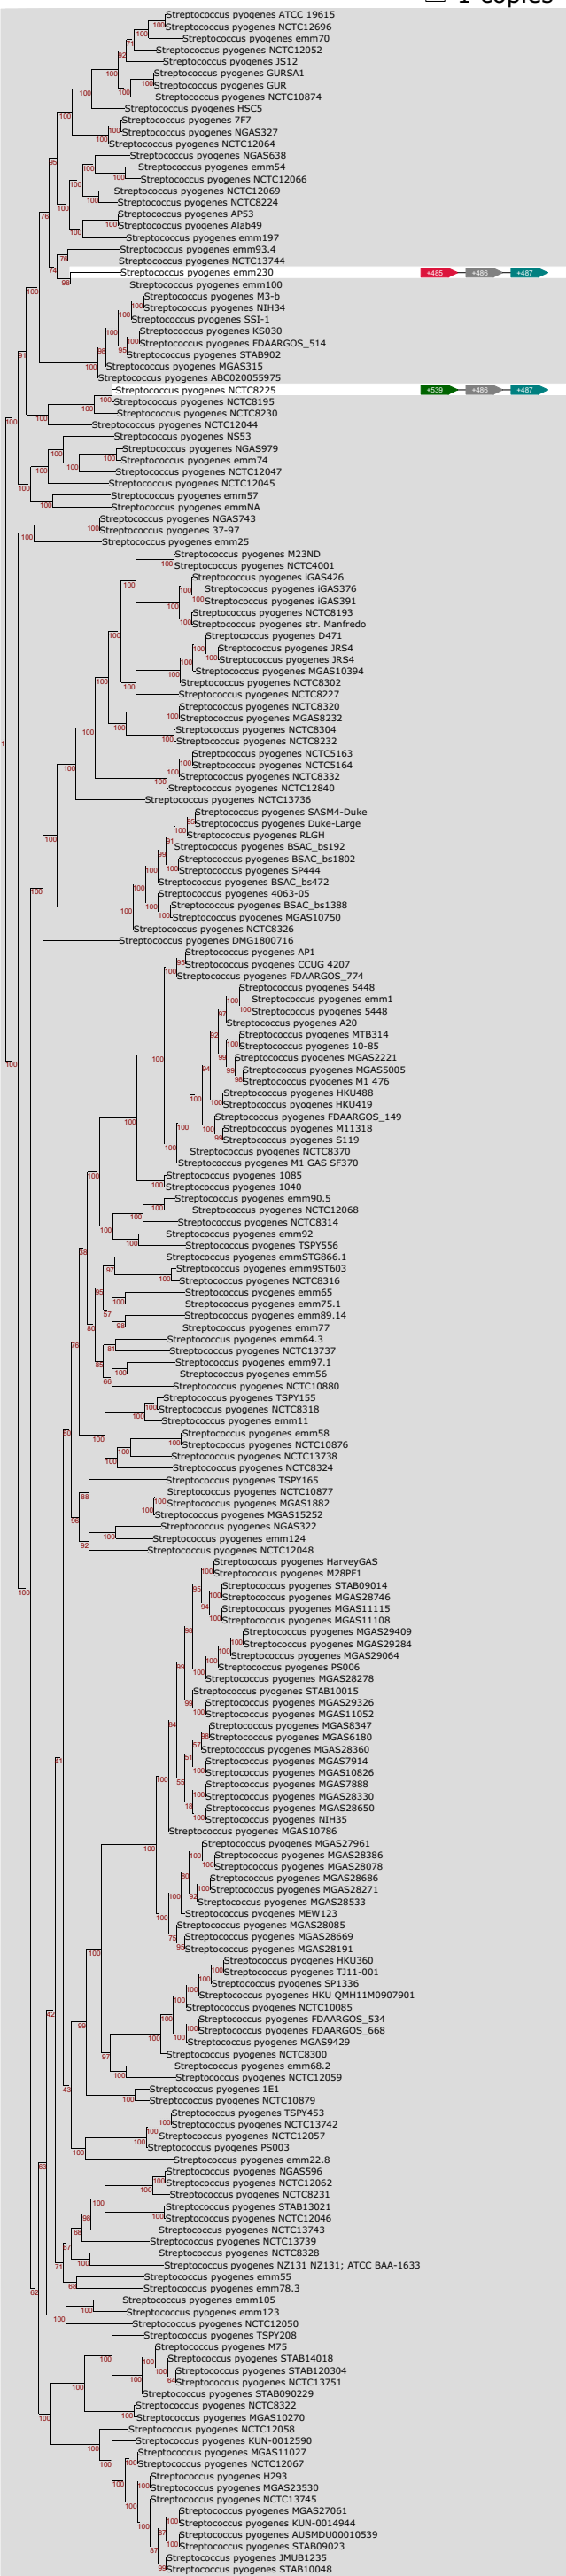 1 copies
Streptococcus pyogenes ATCC 19615
Streptococcus pyogenes NCTC12696
Streptococcus pyogenes emm70
Streptococcus pyogenes NCTC12052
Streptococcus pyogenes JS12
Streptococcus pyogenes GURSA1
Streptococcus pyogenes GUR
Streptococcus pyogenes NCTC10874
Streptococcus pyogenes HSC5
Streptococcus pyogenes 7F7
Streptococcus pyogenes NGAS327
Streptococcus pyogenes NCTC12064
Streptococcus pyogenes NGAS638
Streptococcus pyogenes emm54
Streptococcus pyogenes NCTC12066
Streptococcus pyogenes NCTC12069
Streptococcus pyogenes NCTC8224
Streptococcus pyogenes AP53
Streptococcus pyogenes Alab49
Streptococcus pyogenes emm197
Streptococcus pyogenes emm93.4
Streptococcus pyogenes NCTC13744
Streptococcus pyogenes emm230 +485 +486 +487
Streptococcus pyogenes emm100
Streptococcus pyogenes M3-b
Streptococcus pyogenes NIH34
Streptococcus pyogenes SSI-1
Streptococcus pyogenes KS030
Streptococcus pyogenes FDAARGOS_514
Streptococcus pyogenes STAB902
Streptococcus pyogenes MGAS315
Streptococcus pyogenes ABC020055975
Streptococcus pyogenes NCTC8225 +539 +486 +487
Streptococcus pyogenes NCTC8195
Streptococcus pyogenes NCTC8230
Streptococcus pyogenes NCTC12044
Streptococcus pyogenes NS53
Streptococcus pyogenes NGAS979
Streptococcus pyogenes emm74
Streptococcus pyogenes NCTC12047
Streptococcus pyogenes NCTC12045
Streptococcus pyogenes emm57
Streptococcus pyogenes emmNA
Streptococcus pyogenes NGAS743
Streptococcus pyogenes 37-97
Streptococcus pyogenes emm25
Streptococcus pyogenes M23ND
Streptococcus pyogenes NCTC4001
Streptococcus pyogenes iGAS426
Streptococcus pyogenes iGAS376
Streptococcus pyogenes iGAS391
Streptococcus pyogenes NCTC8193
Streptococcus pyogenes str. Manfredo
Streptococcus pyogenes D471
Streptococcus pyogenes JRS4
Streptococcus pyogenes JRS4
Streptococcus pyogenes MGAS10394
Streptococcus pyogenes NCTC8302
Streptococcus pyogenes NCTC8227
Streptococcus pyogenes NCTC8320
Streptococcus pyogenes MGAS8232
Streptococcus pyogenes NCTC8304
Streptococcus pyogenes NCTC8232
Streptococcus pyogenes NCTC5163
Streptococcus pyogenes NCTC5164
Streptococcus pyogenes NCTC8332
Streptococcus pyogenes NCTC12840
Streptococcus pyogenes NCTC13736
Streptococcus pyogenes SASM4-Duke
Streptococcus pyogenes Duke-Large
Streptococcus pyogenes RLGH
Streptococcus pyogenes BSAC_bs192
Streptococcus pyogenes BSAC_bs1802
Streptococcus pyogenes SP444
Streptococcus pyogenes BSAC_bs472
Streptococcus pyogenes 4063-05
Streptococcus pyogenes BSAC_bs1388
Streptococcus pyogenes MGAS10750
Streptococcus pyogenes NCTC8326
Streptococcus pyogenes DMG1800716
Streptococcus pyogenes AP1
Streptococcus pyogenes CCUG 4207
Streptococcus pyogenes FDAARGOS_774
Streptococcus pyogenes 5448
Streptococcus pyogenes emm1
Streptococcus pyogenes 5448
Streptococcus pyogenes A20
Streptococcus pyogenes MTB314
Streptococcus pyogenes 10-85
Streptococcus pyogenes MGAS2221
Streptococcus pyogenes MGAS5005
Streptococcus pyogenes M1 476
Streptococcus pyogenes HKU488
Streptococcus pyogenes HKU419
Streptococcus pyogenes FDAARGOS_149
Streptococcus pyogenes M11318
Streptococcus pyogenes S119
Streptococcus pyogenes NCTC8370
Streptococcus pyogenes M1 GAS SF370
Streptococcus pyogenes 1085
Streptococcus pyogenes 1040
Streptococcus pyogenes emm90.5
Streptococcus pyogenes NCTC12068
Streptococcus pyogenes NCTC8314
Streptococcus pyogenes emm92
Streptococcus pyogenes TSPY556
Streptococcus pyogenes emmSTG866.1
Streptococcus pyogenes emm9ST603
Streptococcus pyogenes NCTC8316
Streptococcus pyogenes emm65
Streptococcus pyogenes emm75.1
Streptococcus pyogenes emm89.14
Streptococcus pyogenes emm77
Streptococcus pyogenes emm64.3
Streptococcus pyogenes NCTC13737
Streptococcus pyogenes emm97.1
Streptococcus pyogenes emm56
Streptococcus pyogenes NCTC10880
Streptococcus pyogenes TSPY155
Streptococcus pyogenes NCTC8318
Streptococcus pyogenes emm11
Streptococcus pyogenes emm58
Streptococcus pyogenes NCTC10876
Streptococcus pyogenes NCTC13738
Streptococcus pyogenes NCTC8324
Streptococcus pyogenes TSPY165
Streptococcus pyogenes NCTC10877
Streptococcus pyogenes MGAS1882
Streptococcus pyogenes MGAS15252
Streptococcus pyogenes NGAS322
Streptococcus pyogenes emm124
Streptococcus pyogenes NCTC12048
Streptococcus pyogenes HarveyGAS
Streptococcus pyogenes M28PF1
Streptococcus pyogenes STAB09014
Streptococcus pyogenes MGAS28746
Streptococcus pyogenes MGAS11115
Streptococcus pyogenes MGAS11108
Streptococcus pyogenes MGAS29409
Streptococcus pyogenes MGAS29284
Streptococcus pyogenes MGAS29064
Streptococcus pyogenes PS006
Streptococcus pyogenes MGAS28278
Streptococcus pyogenes STAB10015
Streptococcus pyogenes MGAS29326
Streptococcus pyogenes MGAS11052
Streptococcus pyogenes MGAS8347
Streptococcus pyogenes MGAS6180
Streptococcus pyogenes MGAS28360
Streptococcus pyogenes MGAS7914
Streptococcus pyogenes MGAS10826
Streptococcus pyogenes MGAS7888
Streptococcus pyogenes MGAS28330
Streptococcus pyogenes MGAS28650
Streptococcus pyogenes NIH35
Streptococcus pyogenes MGAS10786
Streptococcus pyogenes MGAS27961
Streptococcus pyogenes MGAS28386
Streptococcus pyogenes MGAS28078
Streptococcus pyogenes MGAS28686
Streptococcus pyogenes MGAS28271
Streptococcus pyogenes MGAS28533
Streptococcus pyogenes MEW123
Streptococcus pyogenes MGAS28085
Streptococcus pyogenes MGAS28669
Streptococcus pyogenes MGAS28191
Streptococcus pyogenes HKU360
Streptococcus pyogenes TJ11-001
Streptococcus pyogenes SP1336
Streptococcus pyogenes HKU QMH11M0907901
Streptococcus pyogenes NCTC10085
Streptococcus pyogenes FDAARGOS_534
Streptococcus pyogenes FDAARGOS_668
Streptococcus pyogenes MGAS9429
Streptococcus pyogenes NCTC8300
Streptococcus pyogenes emm68.2
Streptococcus pyogenes NCTC12059
Streptococcus pyogenes 1E1
Streptococcus pyogenes NCTC10879
Streptococcus pyogenes TSPY453
Streptococcus pyogenes NCTC13742
Streptococcus pyogenes NCTC12057
Streptococcus pyogenes PS003
Streptococcus pyogenes emm22.8
Streptococcus pyogenes NGAS596
Streptococcus pyogenes NCTC12062
Streptococcus pyogenes NCTC8231
Streptococcus pyogenes STAB13021
Streptococcus pyogenes NCTC12046
Streptococcus pyogenes NCTC13743
Streptococcus pyogenes NCTC13739
Streptococcus pyogenes NCTC8328
Streptococcus pyogenes NZ131 NZ131; ATCC BAA-1633
Streptococcus pyogenes emm55
Streptococcus pyogenes emm78.3
Streptococcus pyogenes emm105
Streptococcus pyogenes emm123
Streptococcus pyogenes NCTC12050
Streptococcus pyogenes TSPY208
Streptococcus pyogenes M75
Streptococcus pyogenes STAB14018
Streptococcus pyogenes STAB120304
Streptococcus pyogenes NCTC13751
Streptococcus pyogenes STAB090229
Streptococcus pyogenes NCTC8322
Streptococcus pyogenes MGAS10270
Streptococcus pyogenes NCTC12058
Streptococcus pyogenes KUN-0012590
Streptococcus pyogenes MGAS11027
Streptococcus pyogenes NCTC12067
Streptococcus pyogenes H293
Streptococcus pyogenes MGAS23530
Streptococcus pyogenes NCTC13745
Streptococcus pyogenes MGAS27061
Streptococcus pyogenes KUN-0014944
Streptococcus pyogenes AUSMDU00010539
Streptococcus pyogenes STAB09023
Streptococcus pyogenes JMUB1235
Streptococcus pyogenes STAB10048